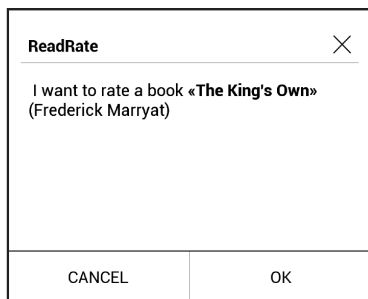 ReadRate
I want to rate a book «The King's Own»
(Frederick Marryat)
CANCEL
OK